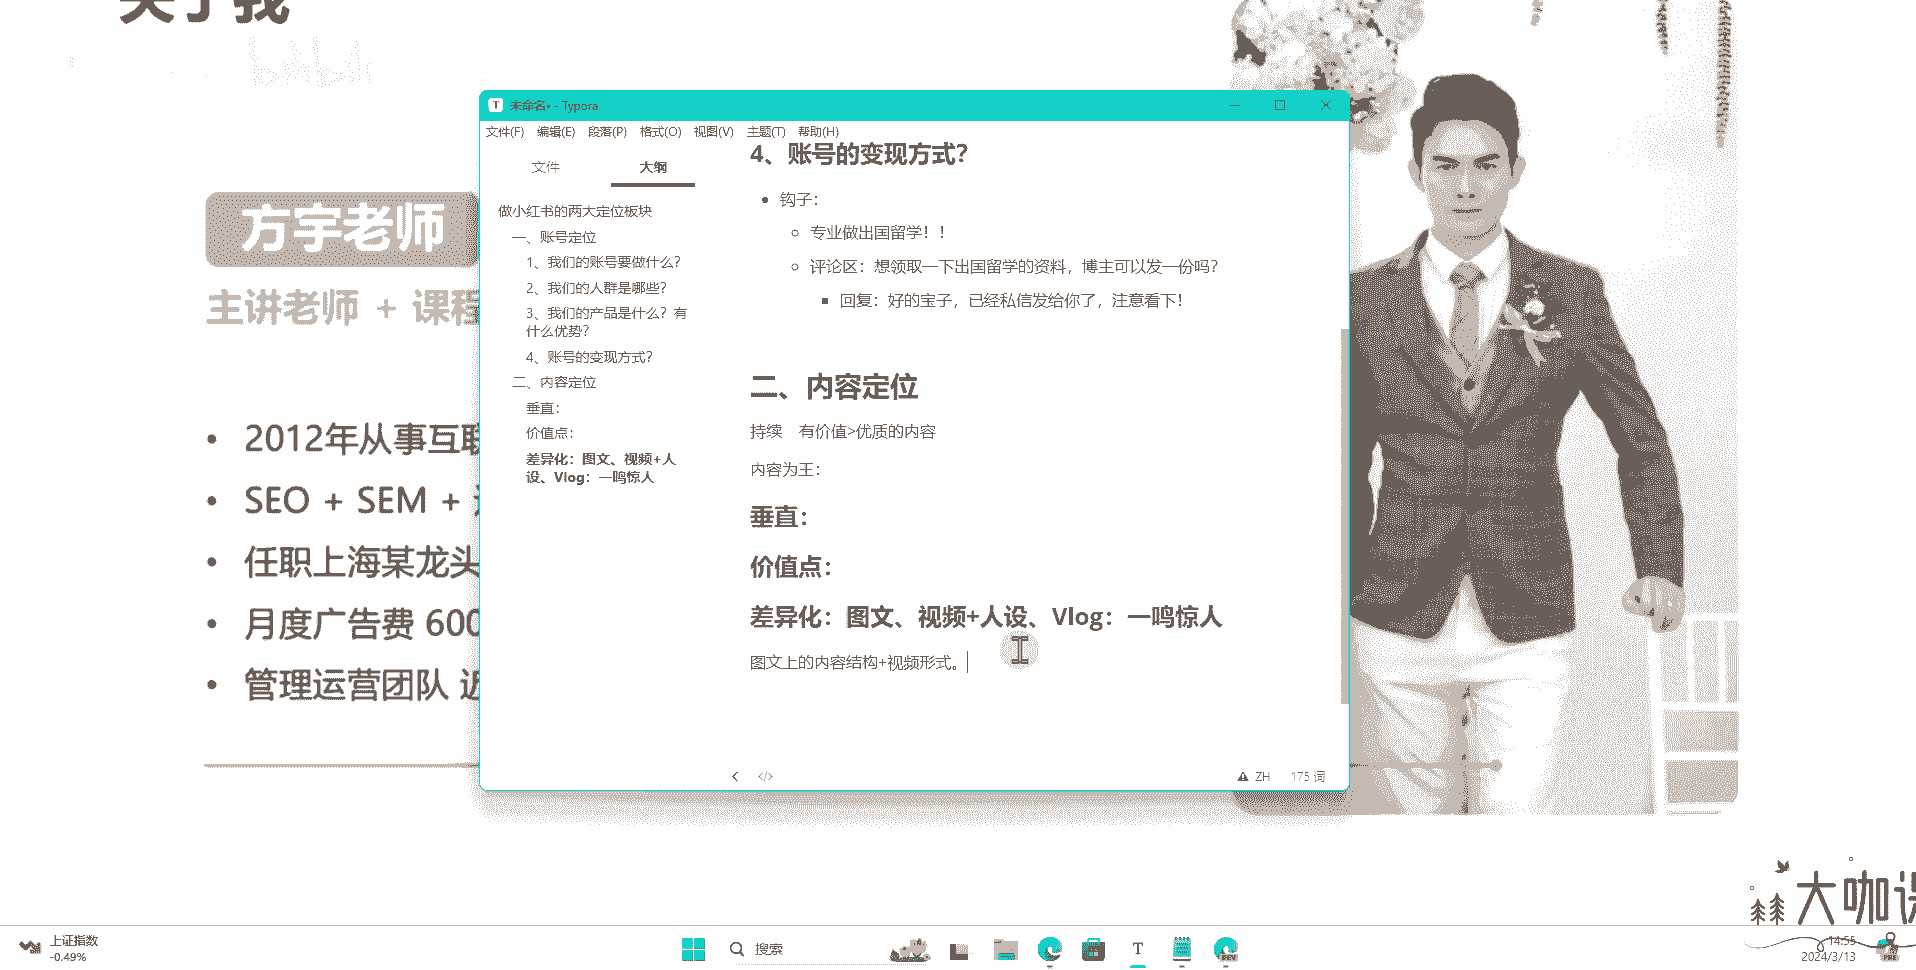 关于我
bilibili
方宇老师
主讲老师 + 课程
2012年从事互联
SEO + SEM +
任职上海某龙头
月度广告费 600
管理运营团队 近
未命名• - Typora
文件(F) 编辑(E) 段落(P) 格式(O) 视图(V) 主题(T) 帮助(H)
文件 大纲
做小红书的两大定位板块
一、账号定位
1、我们的账号要做什么？
2、我们的人群是哪些？
3、我们的产品是什么？有
什么优势？
4、账号的变现方式？
二、内容定位
垂直：
价值点：
差异化：图文、视频+人
设、Vlog：一鸣惊人
4、账号的变现方式？
钩子：
专业做出国留学！！
评论区：想领取一下出国留学的资料，博主可以发一份吗？
回复：好的宝子，已经私信发给你了，注意看下！
二、内容定位
持续 有价值>优质的内容
内容为王：
垂直：
价值点：
差异化：图文、视频+人设、Vlog：一鸣惊人
图文上的内容结构+视频形式。
</> ZH 175 词
大咖课
上证指数
-0.49%
搜索
T
DEV
14:55
2024/3/13
PRE